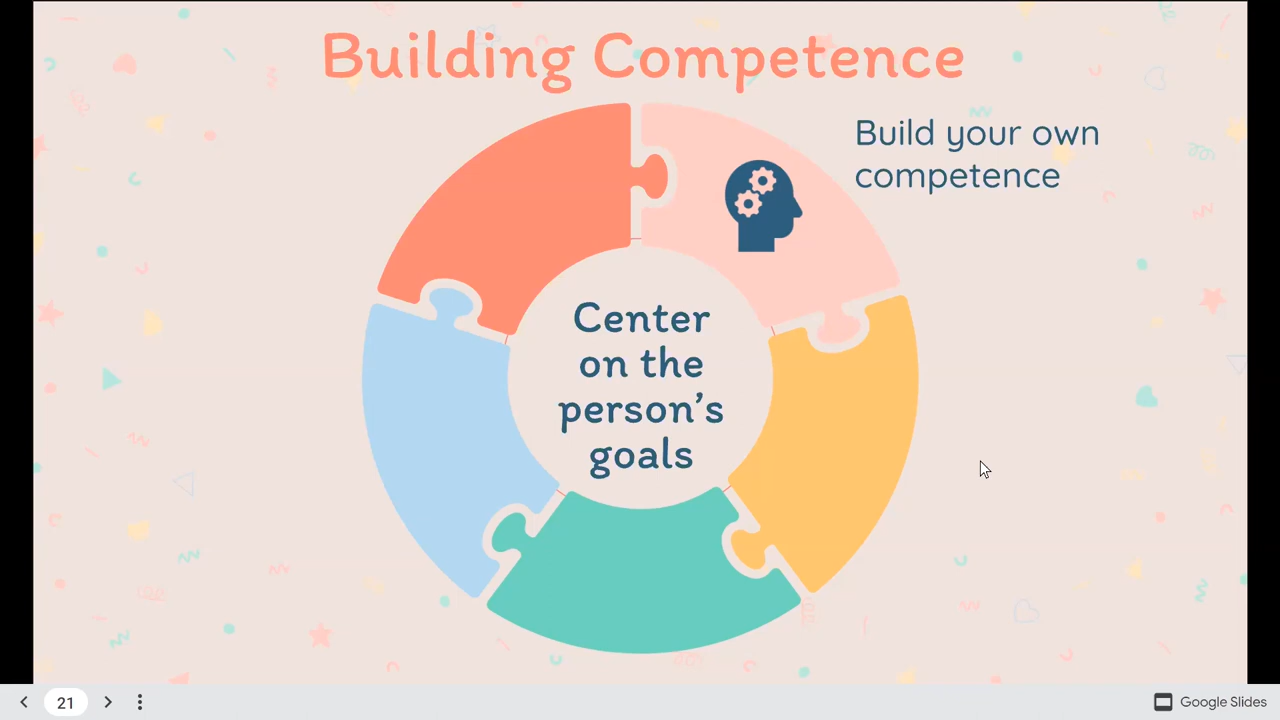 Building Competence
Build your own
competence
Center
on the
person's
goals
21
Google Slides